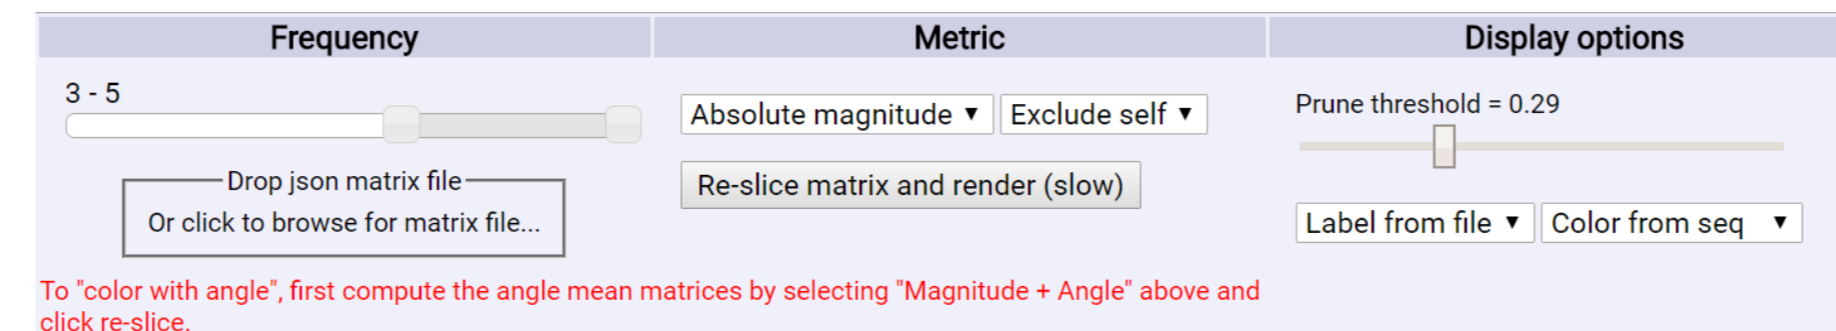 Frequency
Metric
Display options
3 - 5
Absolute magnitude
Exclude self
Prune threshold = 0.29
Drop json matrix file
Or click to browse for matrix file...
Re-slice matrix and render (slow)
Label from file
Color from seq
To "color with angle", first compute the angle mean matrices by selecting "Magnitude + Angle" above and
click re-slice.